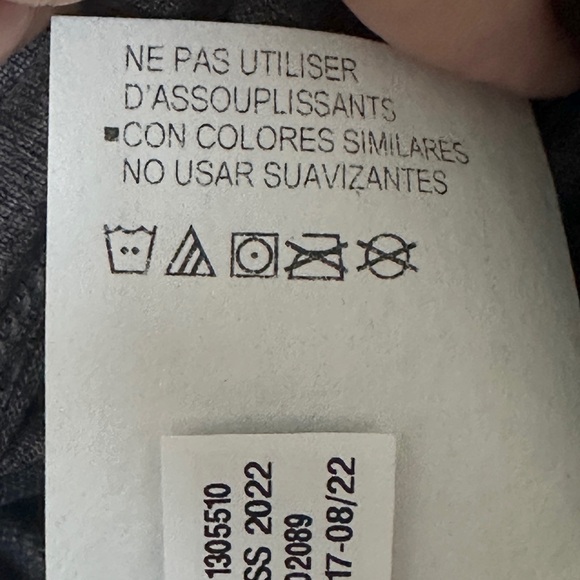 NE PAS UTILISER
D'ASSOUPLISSANTS
▪CON COLORES SIMILARES
NO USAR SUAVIZANTES
1305510
SS 2022
02089
17-08/22